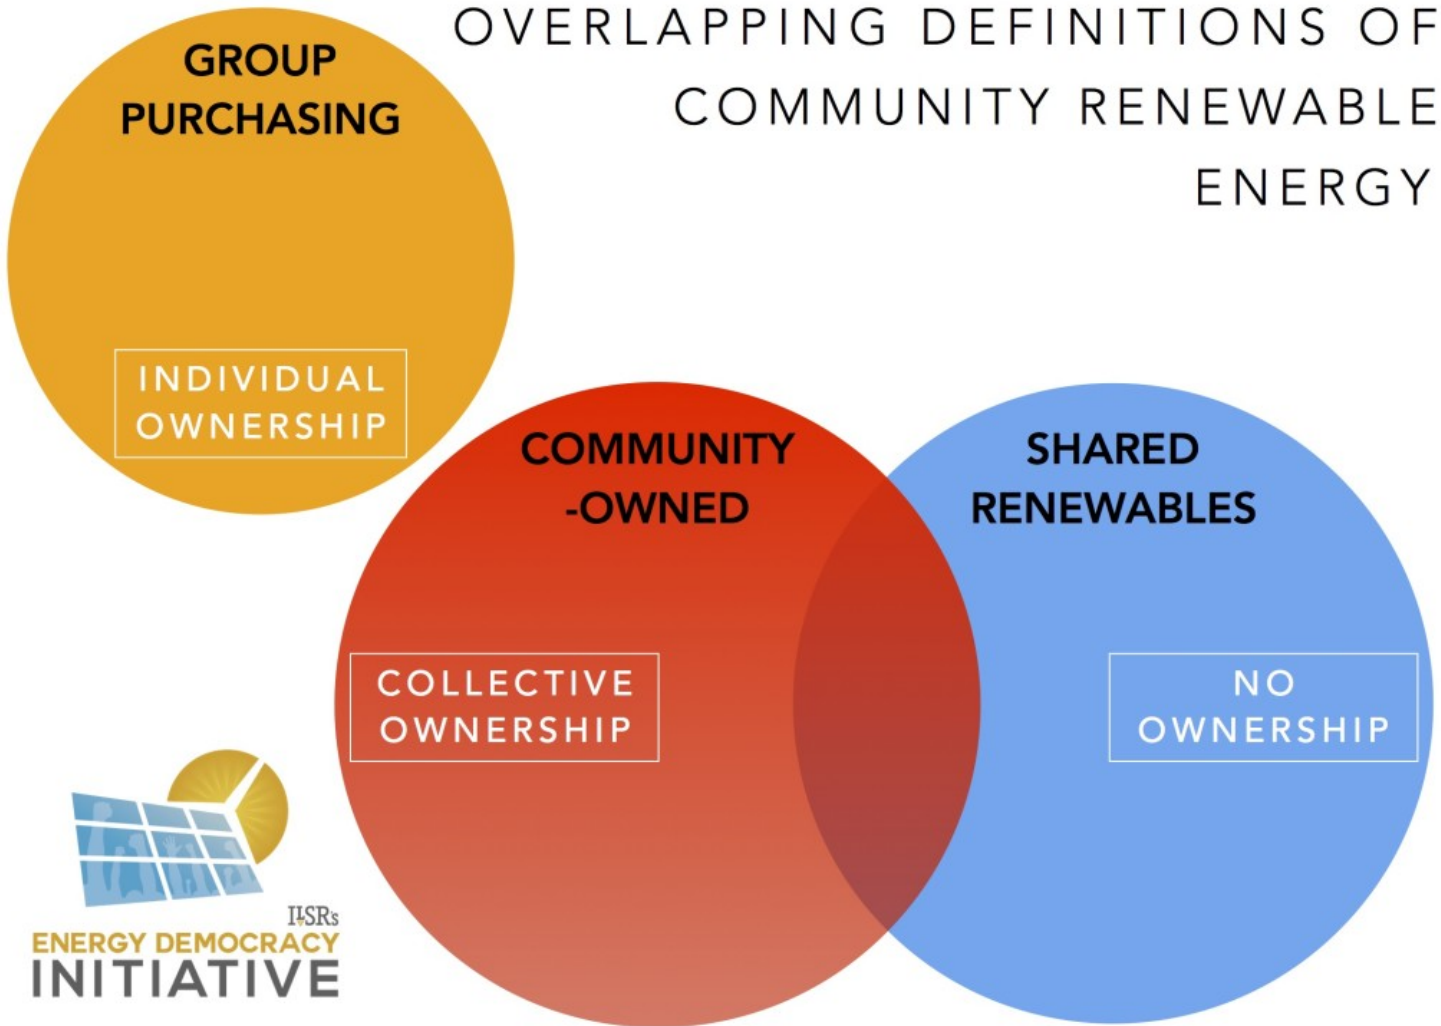 OVERLAPPING DEFINITIONS OF
COMMUNITY RENEWABLE
ENERGY
GROUP
PURCHASING
INDIVIDUAL
OWNERSHIP
COMMUNITY
-OWNED
COLLECTIVE
OWNERSHIP
SHARED
RENEWABLES
NO
OWNERSHIP
ILSR's
ENERGY DEMOCRACY
INITIATIVE